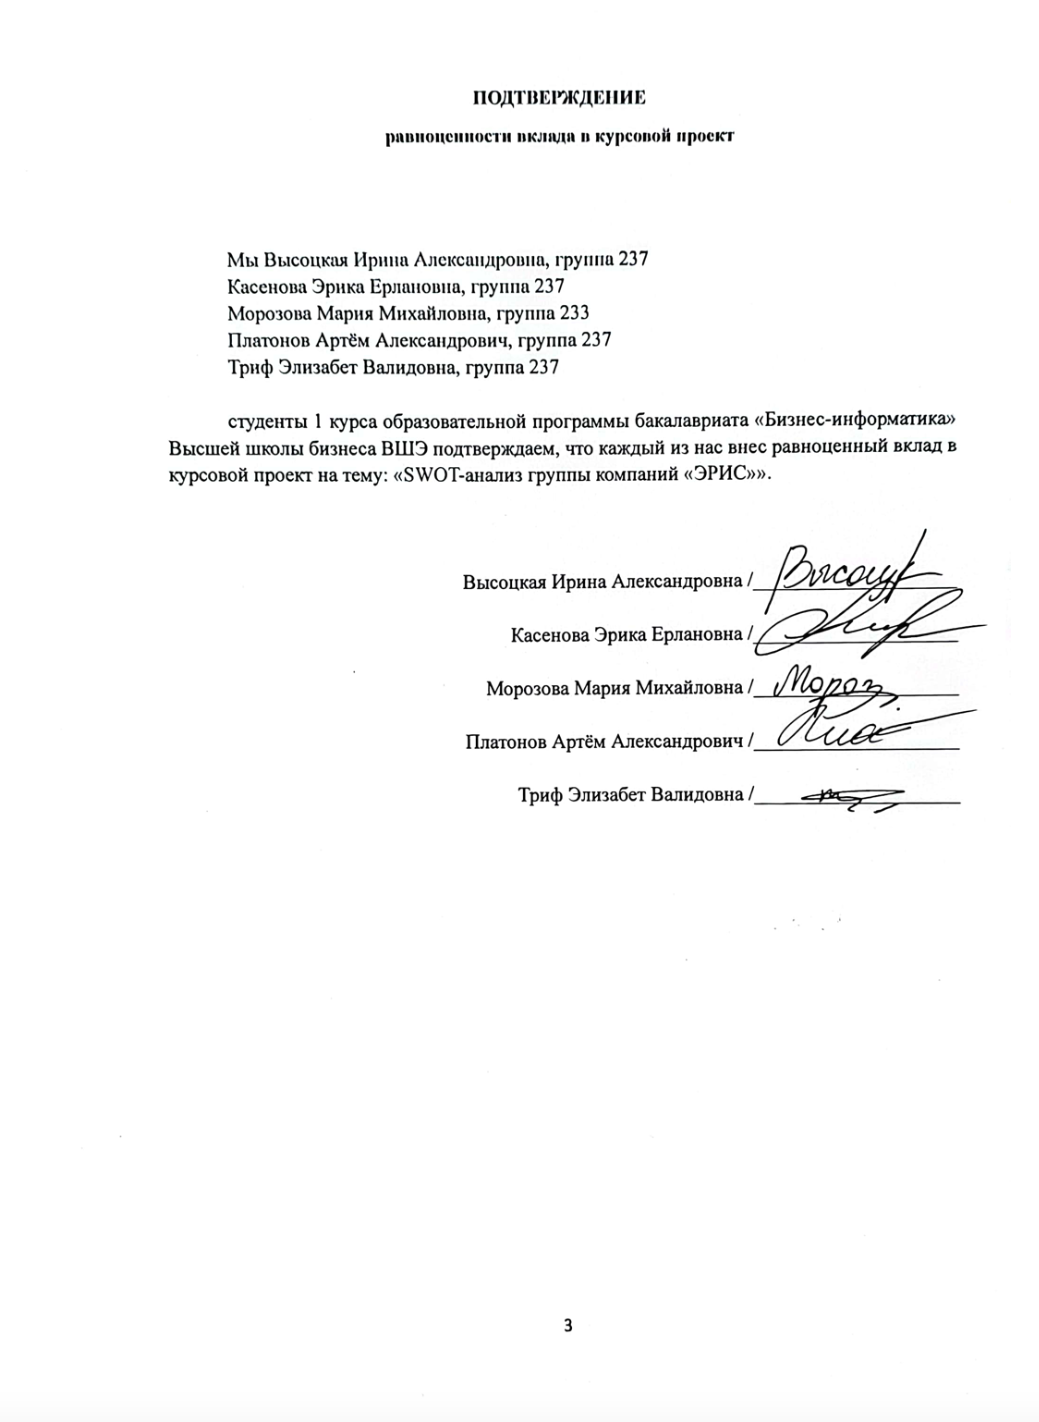 ПОДТВЕРЖДЕНИЕ
равноценности вклада в курсовой проект
Мы Высоцкая Ирина Александровна, группа 237
Касенова Эрика Ерлановна, группа 237
Морозова Мария Михайловна, группа 233
Платонов Артём Александрович, группа 237
Триф Элизабет Валидовна, группа 237
студенты 1 курса образовательной программы бакалавриата «Бизнес-информатика»
Высшей школы бизнеса ВШЭ подтверждаем, что каждый из нас внес равноценный вклад в
курсовой проект на тему: «SWOT-анализ группы компаний «ЭРИС»».
Высоцкая Ирина Александровна /
Касенова Эрика Ерлановна /
Морозова Мария Михайловна /
Платонов Артём Александрович /
Триф Элизабет Валидовна /
3